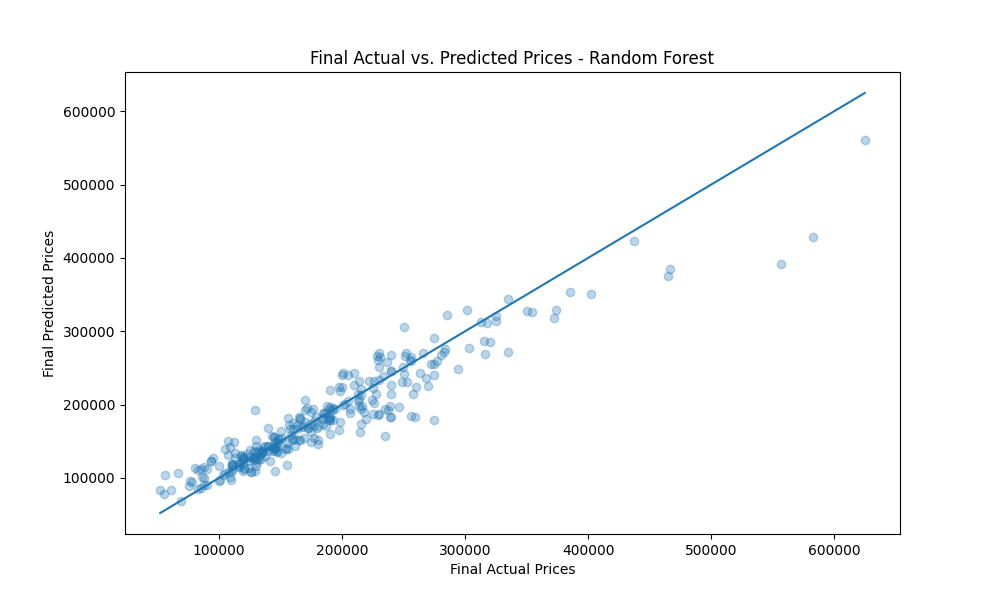 Final Actual vs. Predicted Prices - Random Forest
600000
500000
400000
300000
200000
100000
Final Predicted Prices
100000 200000 300000 400000 500000 600000
Final Actual Prices